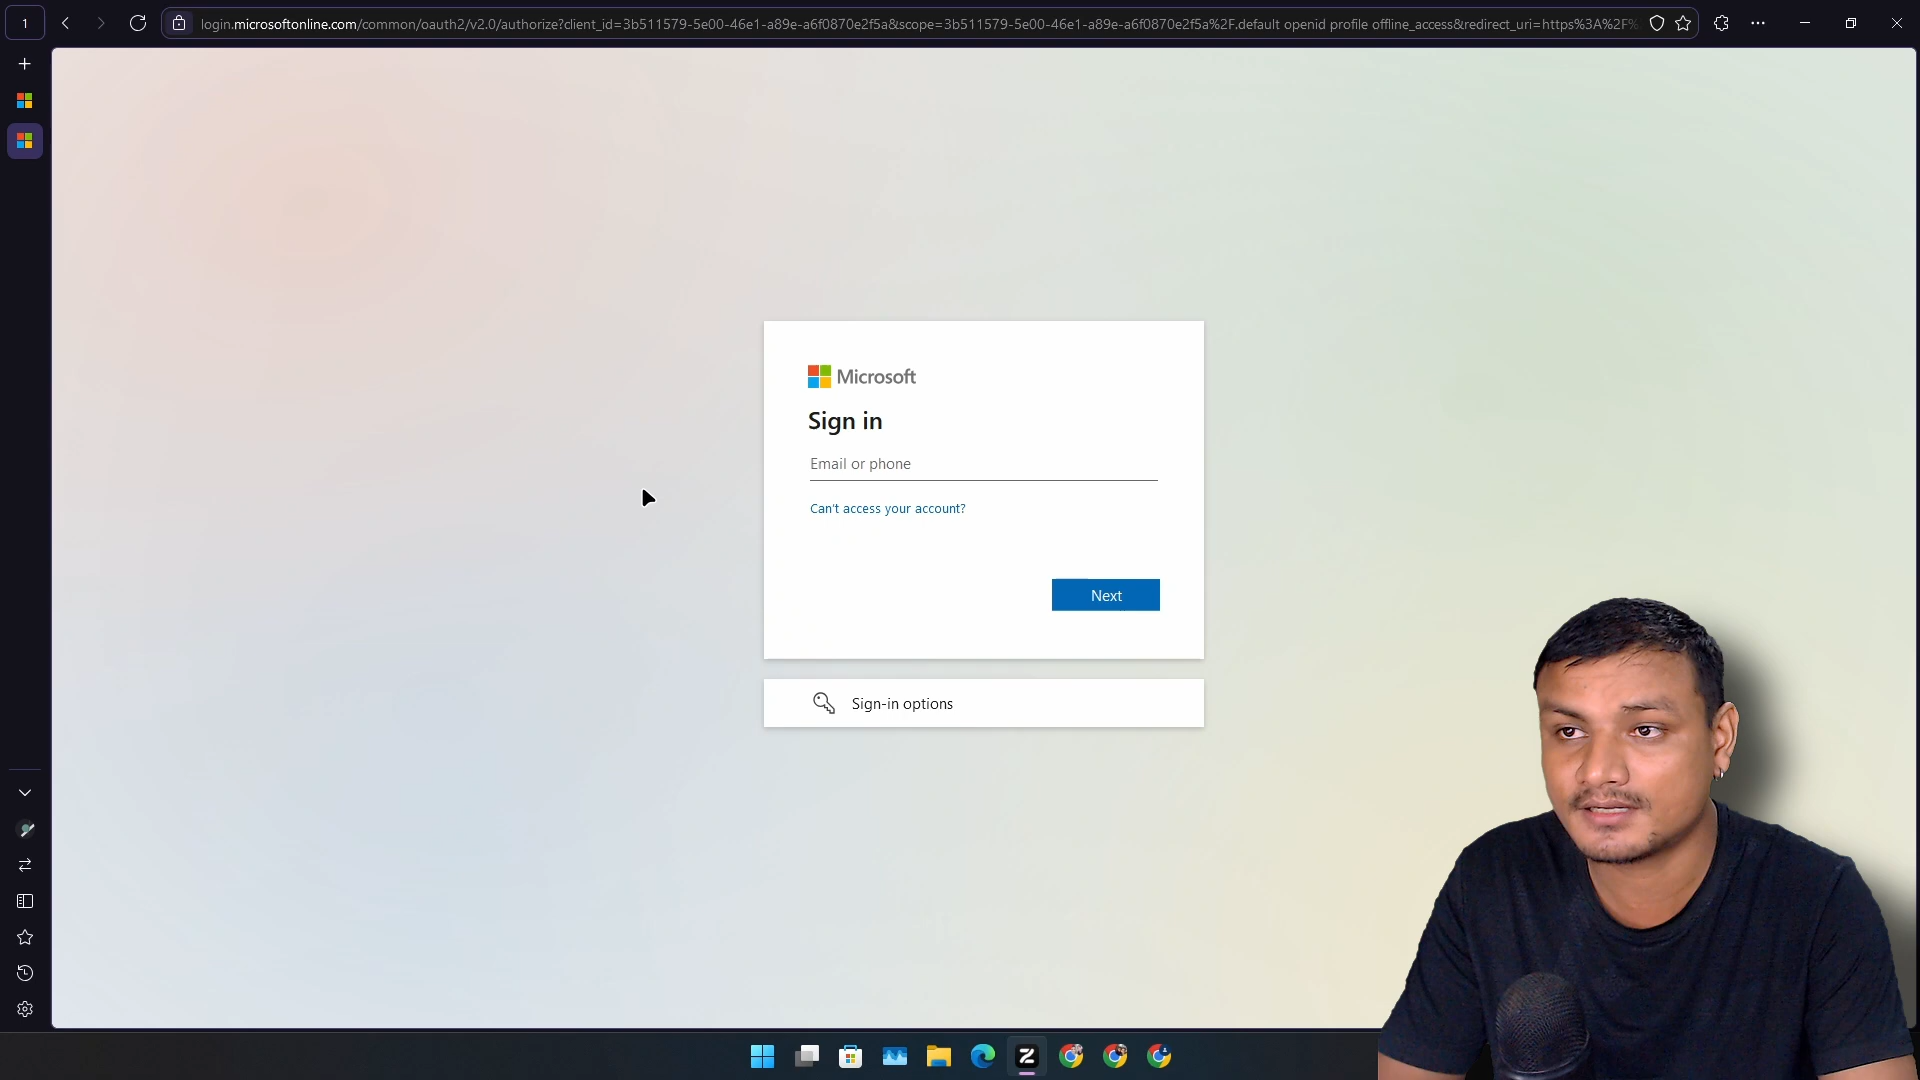 1
login.microsoftonline.com/common/oauth2/v2.0/authorize?client_id=3b511579-5e00-46e1-a89e-a6f0870e2f5a&scope=3b511579-5e00-46e1-a89e-a6f0870e2f5a%2F.default openid profile offline_access&redirect_uri=https%3A%2F%
Microsoft
Sign in
Email or phone
Can't access your account?
Next
Sign-in options